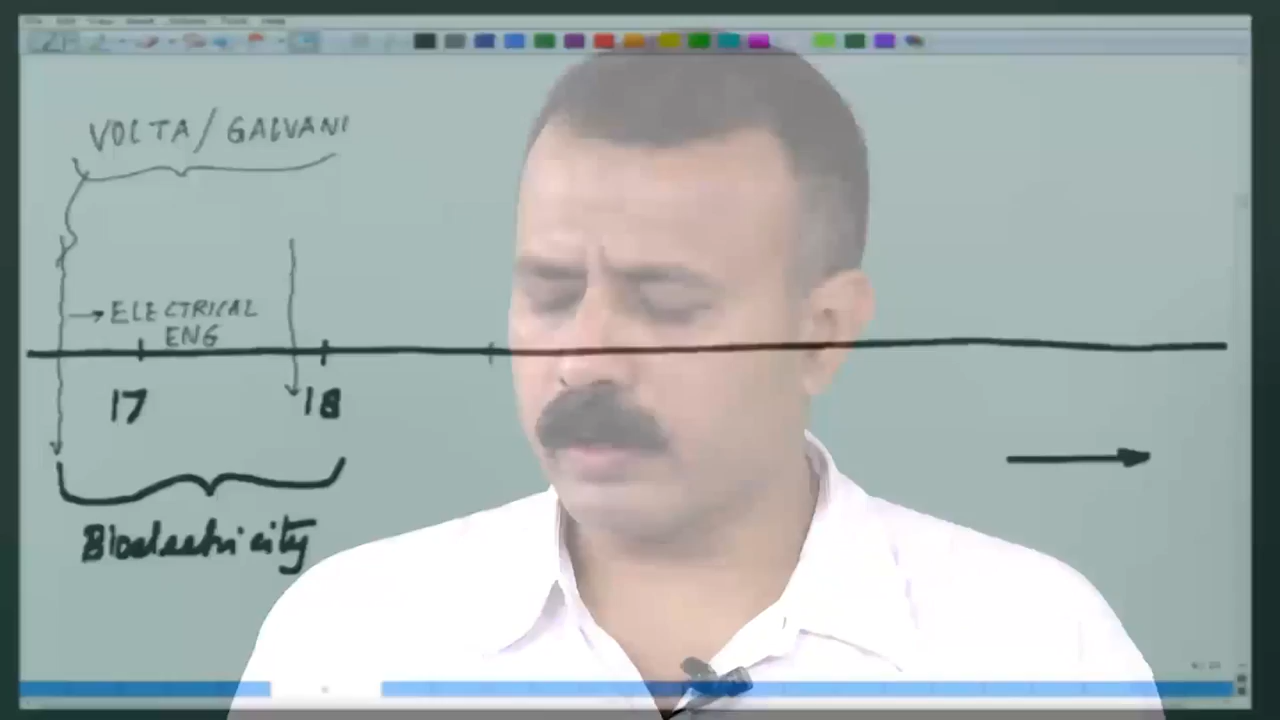 VOLTA / GALVANI
→ ELECTRICAL
ENG
17 18
Bioelectricity